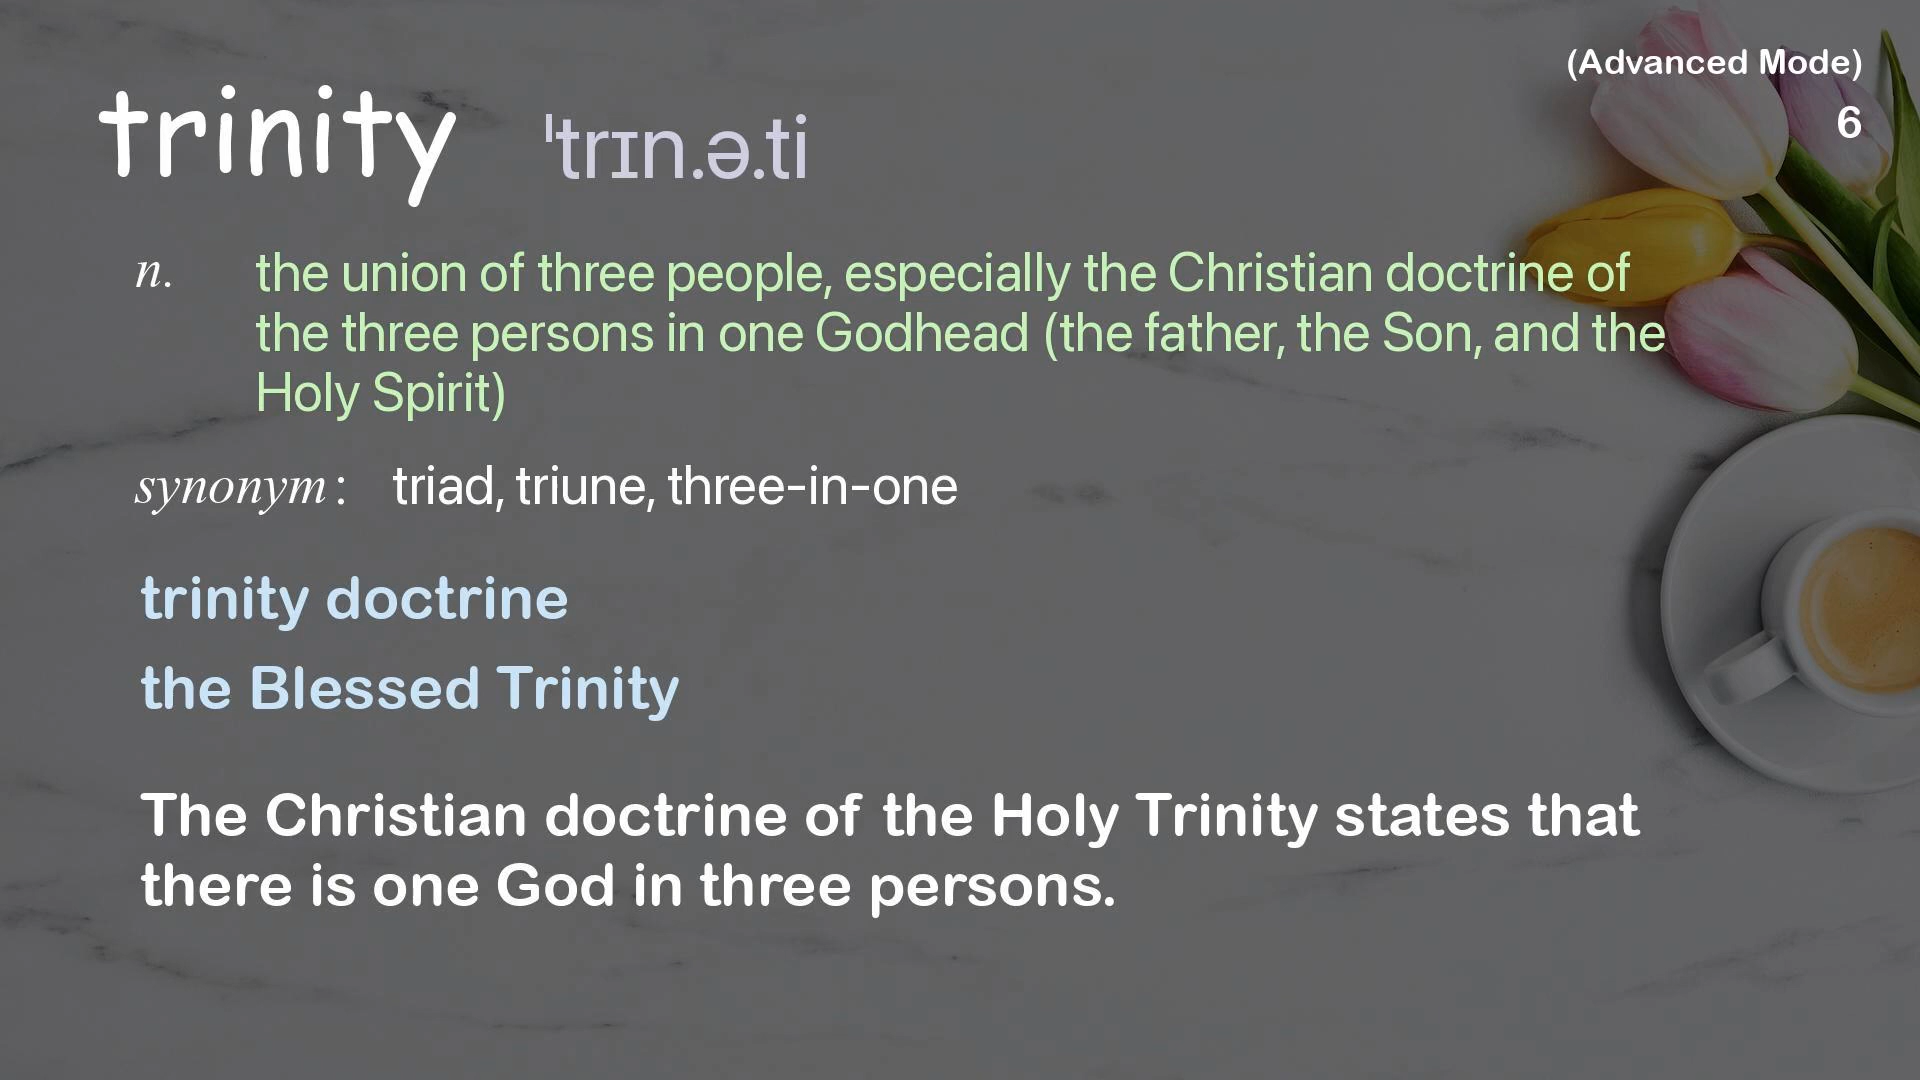 (Advanced Mode)
6
trinity ˈtrɪn.ə.ti
n. the union of three people, especially the Christian doctrine of
the three persons in one Godhead (the father, the Son, and the
Holy Spirit)
synonym: triad, triune, three-in-one
trinity doctrine
the Blessed Trinity
The Christian doctrine of the Holy Trinity states that
there is one God in three persons.